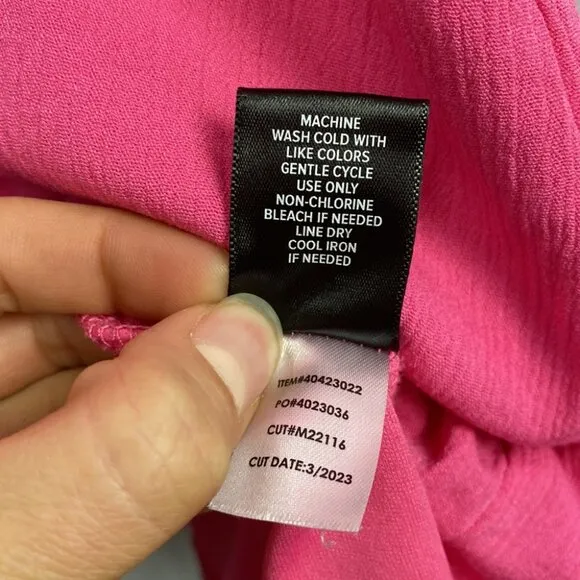 MACHINE
WASH COLD WITH
LIKE COLORS
GENTLE CYCLE
USE ONLY
NON-CHLORINE
BLEACH IF NEEDED
LINE DRY
COOL IRON
IF NEEDED
ITEM#40423022
PO#4023036
CUT#M22116
CUT DATE:3/2023